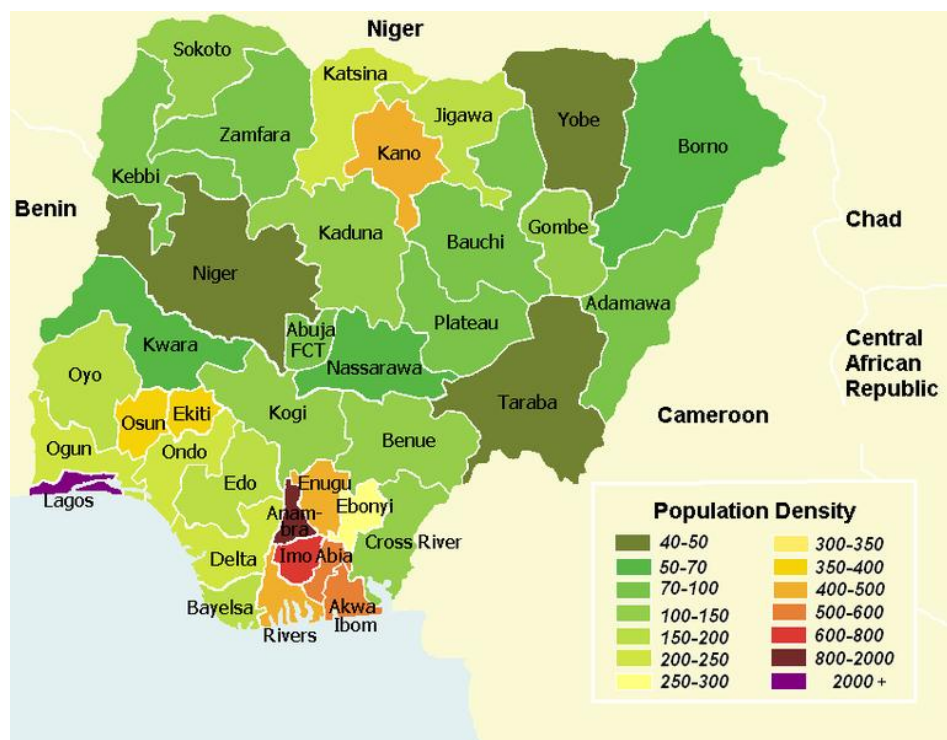 Niger
Sokoto
Katsina
Jigawa
Yobe
Borno
Zamfara
Kano
Kebbi
Benin
Chad
Gombe
Kaduna
Bauchi
Niger
Adamawa
Plateau
Abuja
FCT
Central
African
Republic
Kwara
Nassarawa
Oyo
Taraba
Cameroon
Kogi
Osun
Ekiti
Benue
Ogun
Ondo
Edo
Enugu
Lagos
Ebonyi
Anam-
bra
Cross River
Imo
Abia
Delta
Bayelsa
Akwa
Ibom
Rivers
Population Density
40-50
50-70
70-100
100-150
150-200
200-250
250-300
300-350
350-400
400-500
500-600
600-800
800-2000
2000 +